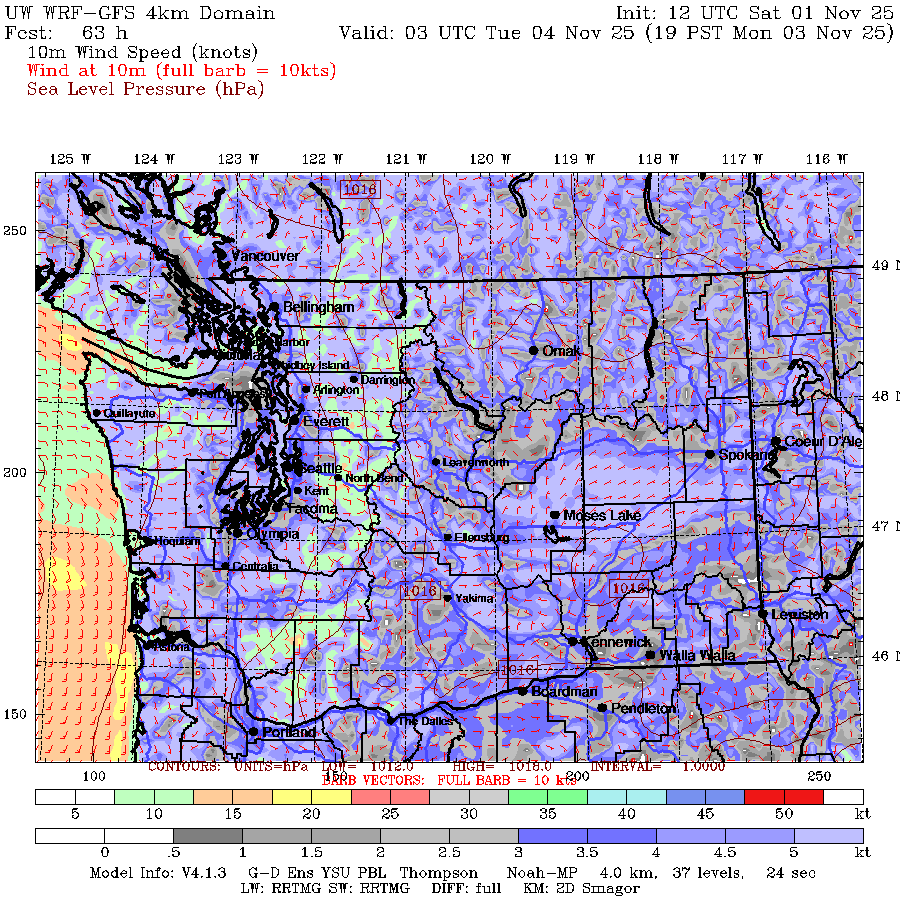 UW WRF-GFS 4km Domain Init: 12 UTC Sat 01 Nov 25
Fcst: 63 h Valid: 03 UTC Tue 04 Nov 25 (19 PST Mon 03 Nov 25)
10m Wind Speed (knots)
Wind at 10m (full barb = 10kts)
Sea Level Pressure (hPa)
125 W 124 W 123 W 122 W 121 W 120 W 119 W 118 W 117 W 116 W
1016
250
Vancouver
49 N
Bellingham
Omak
Darrington
Arlington
48 N
Quillayute
Everett
Coeur D'Ale
Spokane
Leavenworth
200
Seattle
North Bend
Kent
Tacoma
Moses Lake
47 N
Olympia
Ellensburg
Hoquiam
Centralia
1016 1016
Yakima
Lewiston
Kennewick
Astoria
Walla Walla
46 N
1016
Boardman
Pendleton
150
The Dalles
Portland
CONTOURS: UNITS=hPa LOW= 1012.0 HIGH= 1018.0 INTERVAL= 1.0000
100 150 200 250
BARB VECTORS: FULL BARB = 10 kts
5 10 15 20 25 30 35 40 45 50 kt
0 .5 1 1.5 2 2.5 3 3.5 4 4.5 5 kt
Model Info: V4.1.3 G-D Ens YSU PBL Thompson Noah-MP 4.0 km, 37 levels, 24 sec
LW: RRTMG SW: RRTMG DIFF: full KM: 2D Smagor